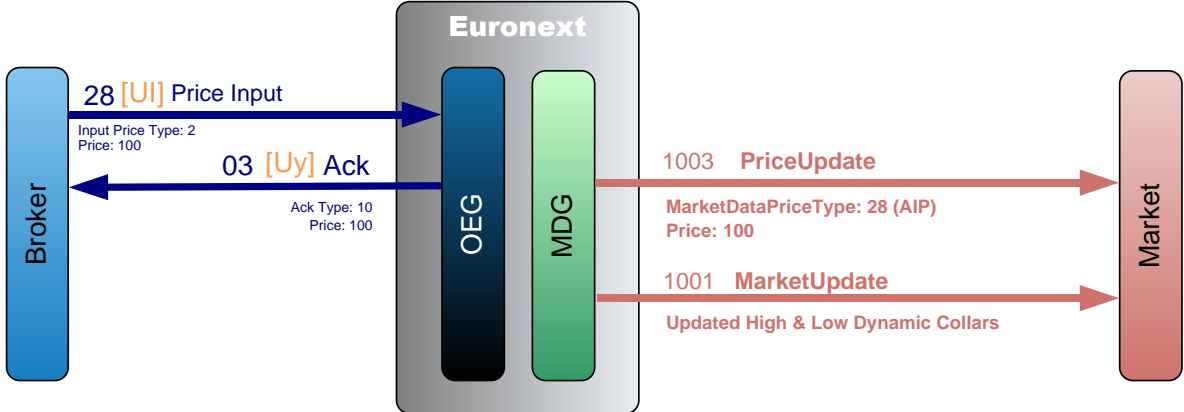 Euronext
28 [UI] Price Input
Input Price Type: 2
Price: 100
03 [Uy] Ack
Ack Type: 10
Price: 100
Broker
OEG
MDG
1003 PriceUpdate
MarketDataPriceType: 28 (AIP)
Price: 100
1001 MarketUpdate
Updated High & Low Dynamic Collars
Market